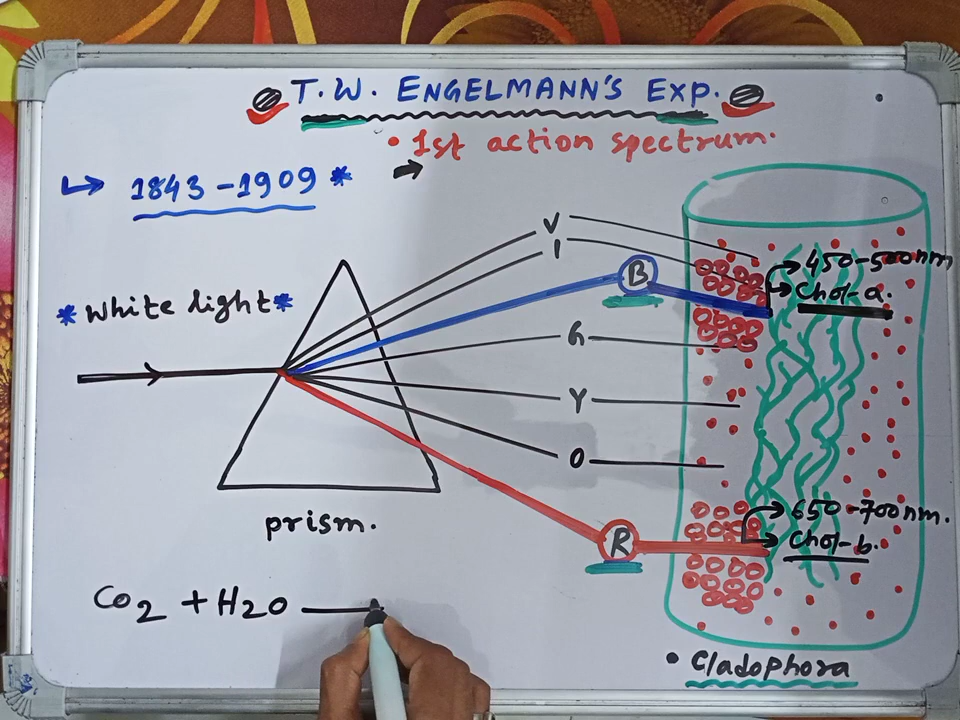 T.W. ENGELMANN'S EXP.
• 1st action spectrum.
1843-1909 *
V
I
B
450-500nm
Chol-a.
* White light *
G
Y
O
650-700nm.
Chol-b.
R
prism.
Co2 + H2O
• Cladophora